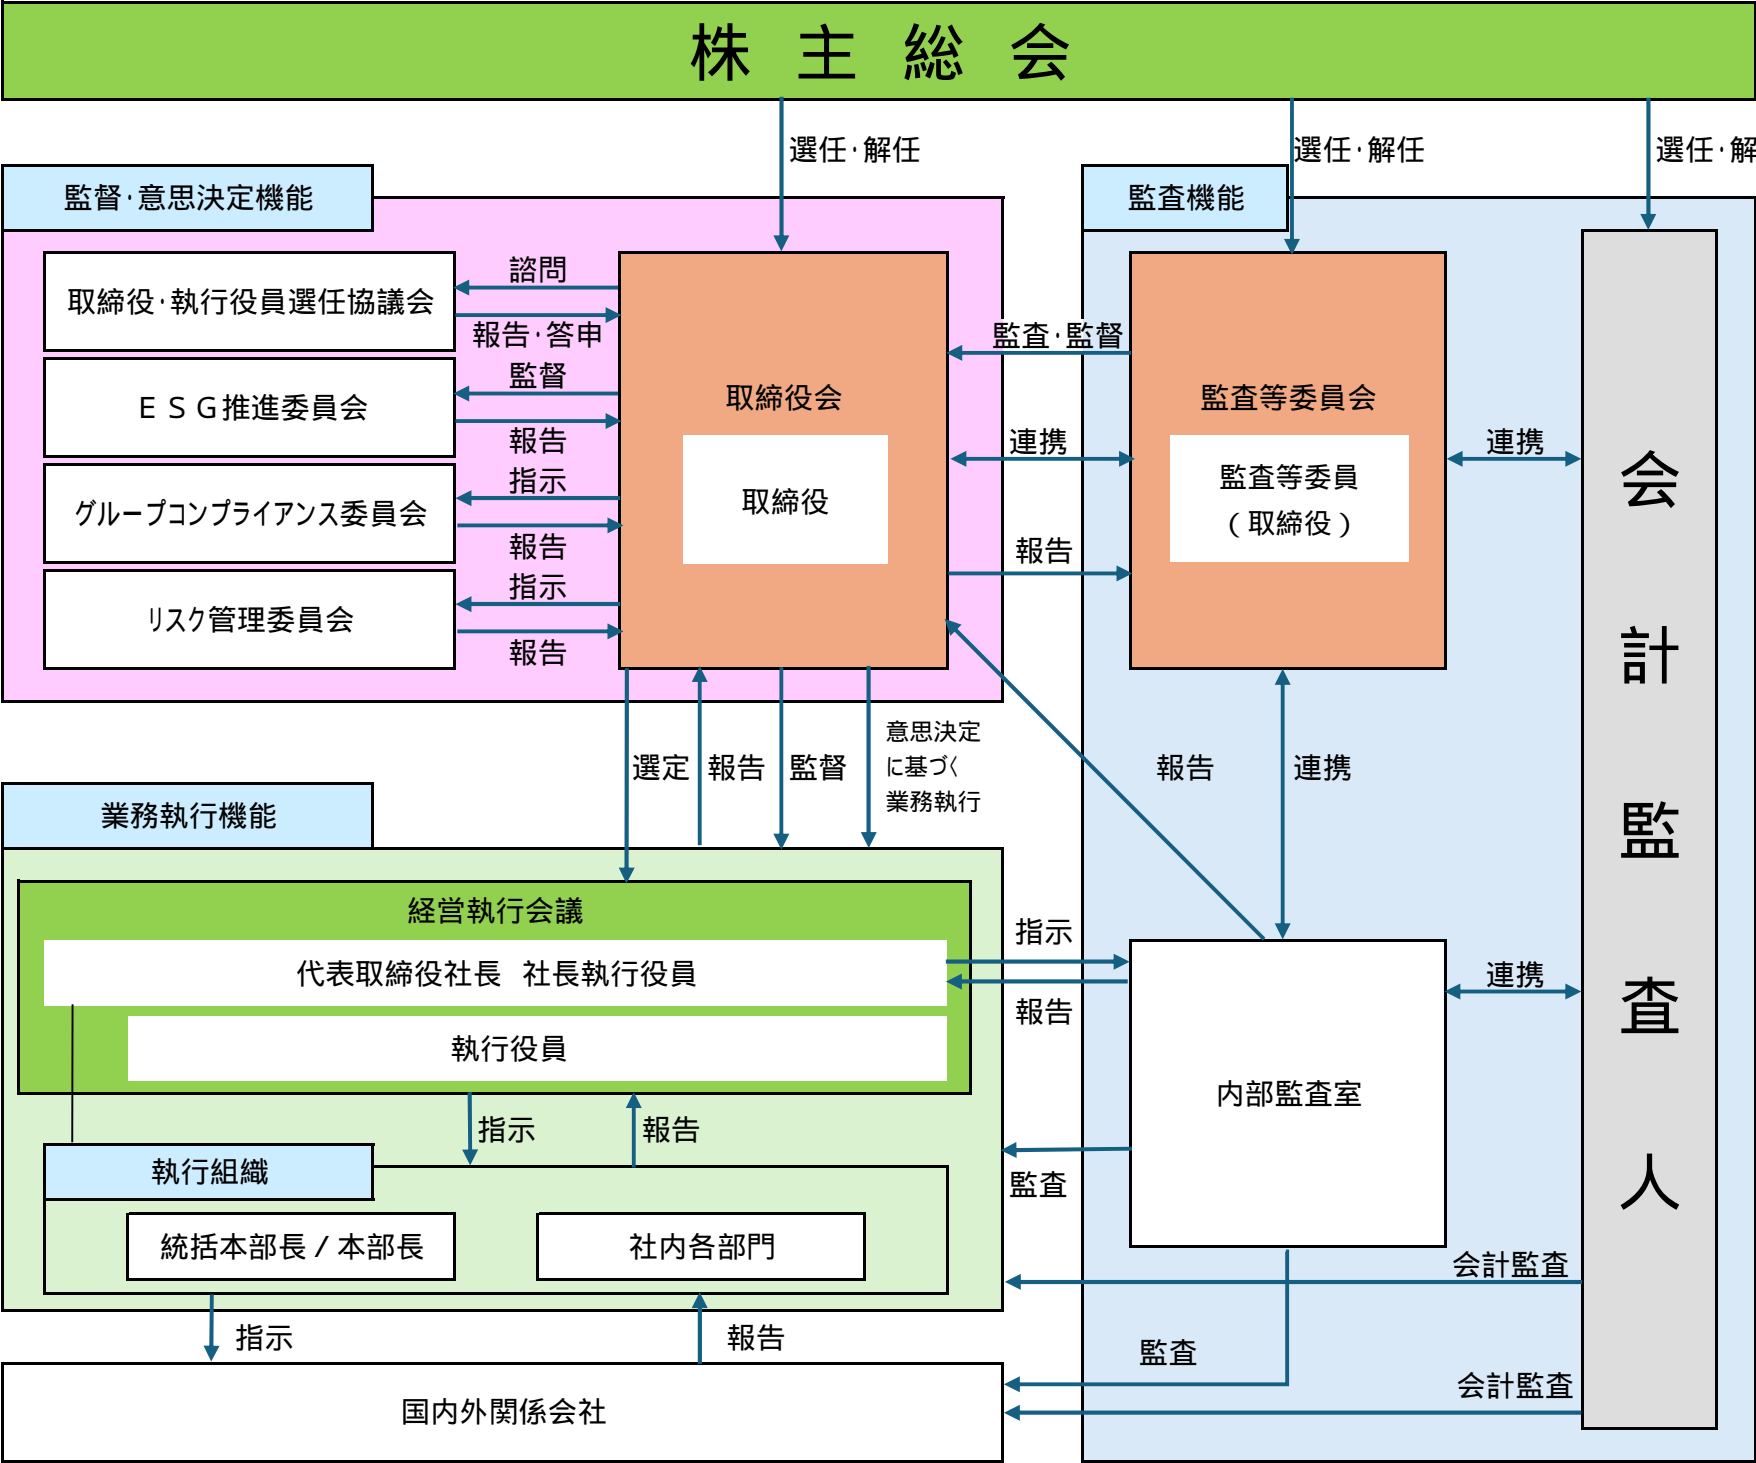 株主総会
選任･解任
選任･解任
選任･解
監督･意思決定機能
監査機能
取締役･執行役員選任協議会
諮問
報告･答申
ＥＳＧ推進委員会
監督
報告
グループコンプライアンス委員会
指示
報告
リスク管理委員会
指示
報告
取締役会
取締役
監査･監督
連携
報告
監査等委員会
監査等委員
（取締役）
連携
会計監査人
選定
報告
監督
意思決定
に基づく
業務執行
報告
連携
業務執行機能
経営執行会議
代表取締役社長　社長執行役員
執行役員
指示
報告
連携
内部監査室
指示
報告
監査
執行組織
統括本部長／本部長
社内各部門
会計監査
指示
報告
監査
会計監査
国内外関係会社